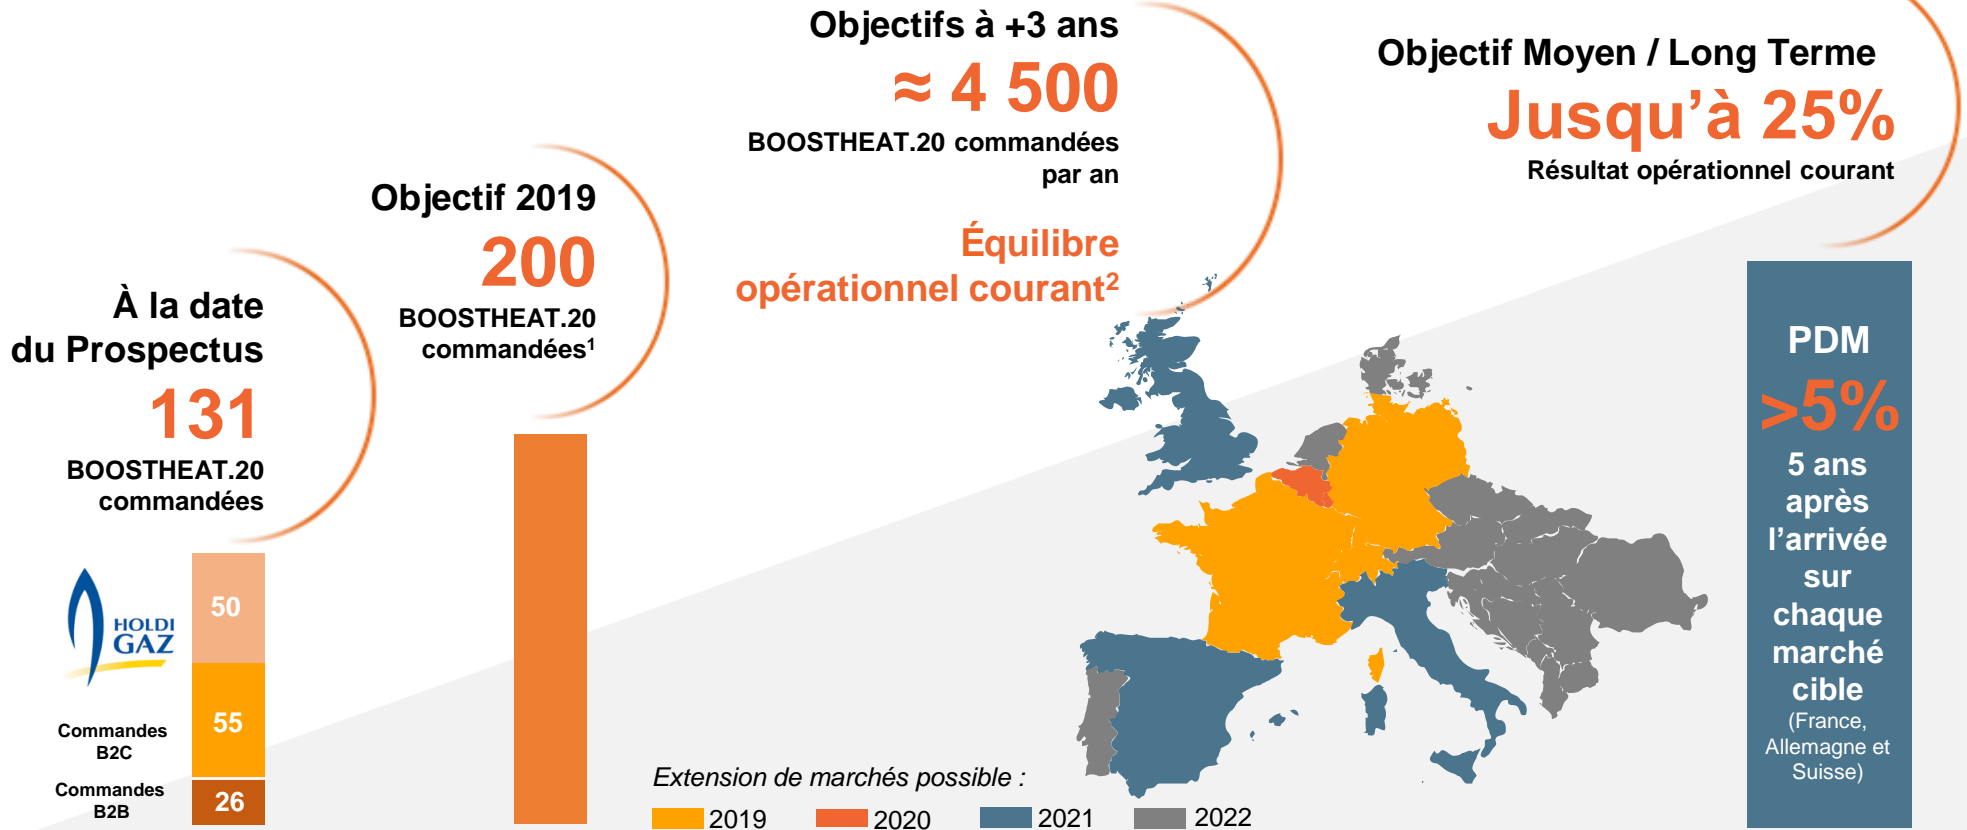 À la date
du Prospectus
131
BOOSTHEAT.20
commandées
HOLDI
GAZ
50
Commandes
B2C
55
Commandes
B2B
26
Objectif 2019
200
BOOSTHEAT.20
commandées¹
Objectifs à +3 ans
≈ 4 500
BOOSTHEAT.20 commandées
par an
Équilibre
opérationnel courant²
Objectif Moyen / Long Terme
Jusqu’à 25%
Résultat opérationnel courant
PDM
>5%
5 ans
après
l’arrivée
sur
chaque
marché
cible
(France,
Allemagne et
Suisse)
Extension de marchés possible :
2019
2020
2021
2022